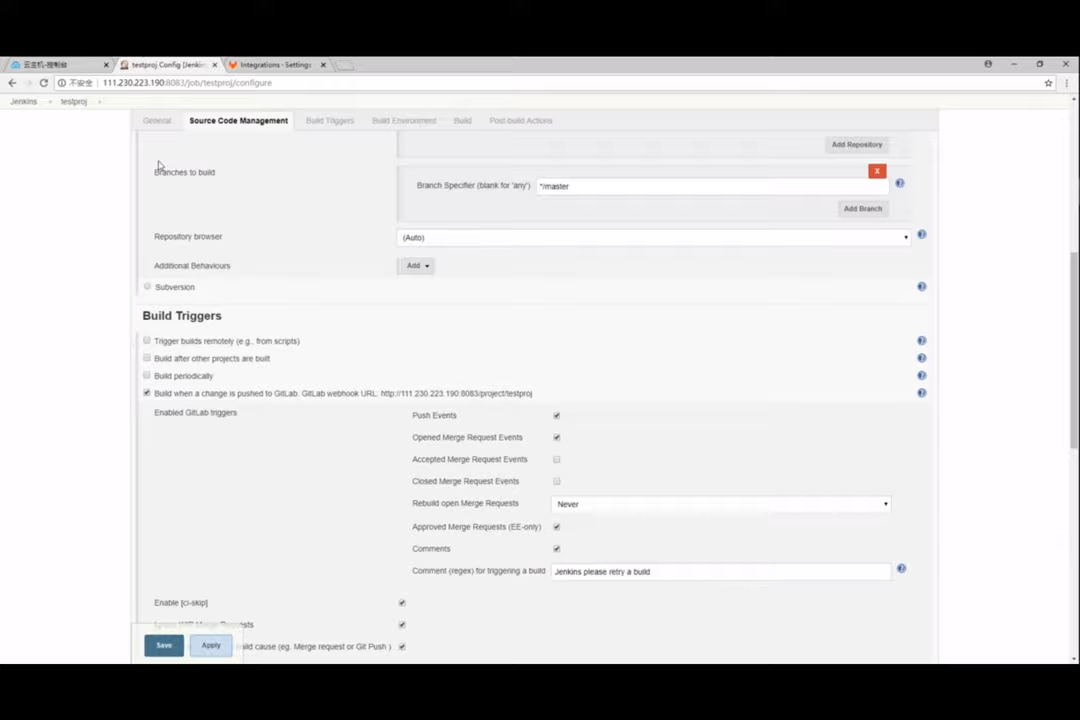 云主机-控制台
testproj Config [Jenkins]
Integrations · Settings
不安全 111.230.223.190:8083/job/testproj/configure
Jenkins testproj
General Source Code Management Build Triggers Build Environment Build Post-build Actions
Add Repository
Branches to build
X
Branch Specifier (blank for 'any') */master
Add Branch
Repository browser (Auto)
Additional Behaviours Add
Subversion
Build Triggers
Trigger builds remotely (e.g., from scripts)
Build after other projects are built
Build periodically
Build when a change is pushed to GitLab. GitLab webhook URL: http://111.230.223.190:8083/project/testproj
Enabled GitLab triggers Push Events
Opened Merge Request Events
Accepted Merge Request Events
Closed Merge Request Events
Rebuild open Merge Requests Never
Approved Merge Requests (EE-only)
Comments
Comment (regex) for triggering a build Jenkins please retry a build
Enable [ci-skip]
Merge Requests
Save Apply build cause (eg. Merge request or Git Push )